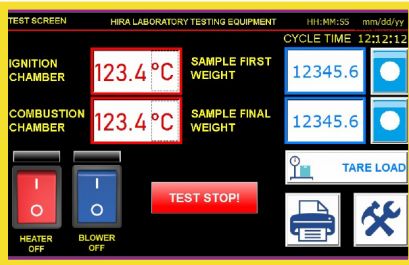 TEST SCREEN HIRA LABORATORY TESTING EQUIPMENT HH:MM:SS mm/dd/yy
CYCLE TIME 12:12:12
IGNITION CHAMBER 123.4 °C SAMPLE FIRST WEIGHT 12345.6
COMBUSTION CHAMBER 123.4 °C SAMPLE FINAL WEIGHT 12345.6
TARE LOAD
TEST STOP!
HEATER OFF
BLOWER OFF